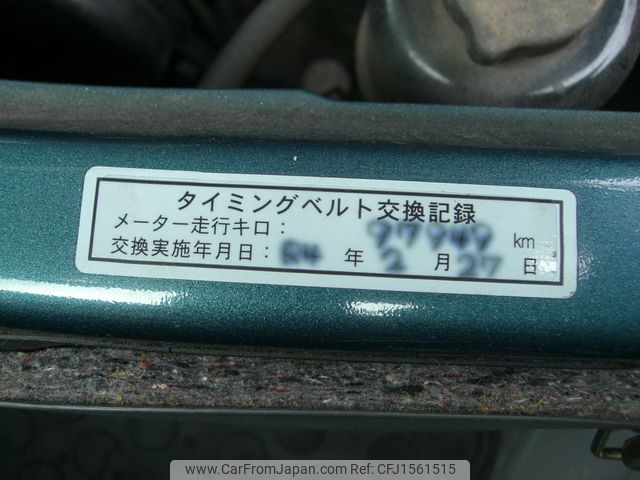 タイミングベルト交換記録
メーター走行キロ： 97949 km
交換実施年月日： R4 年 2 月 27 日
www.CarFromJapan.com | Ref No: CFJ1561515